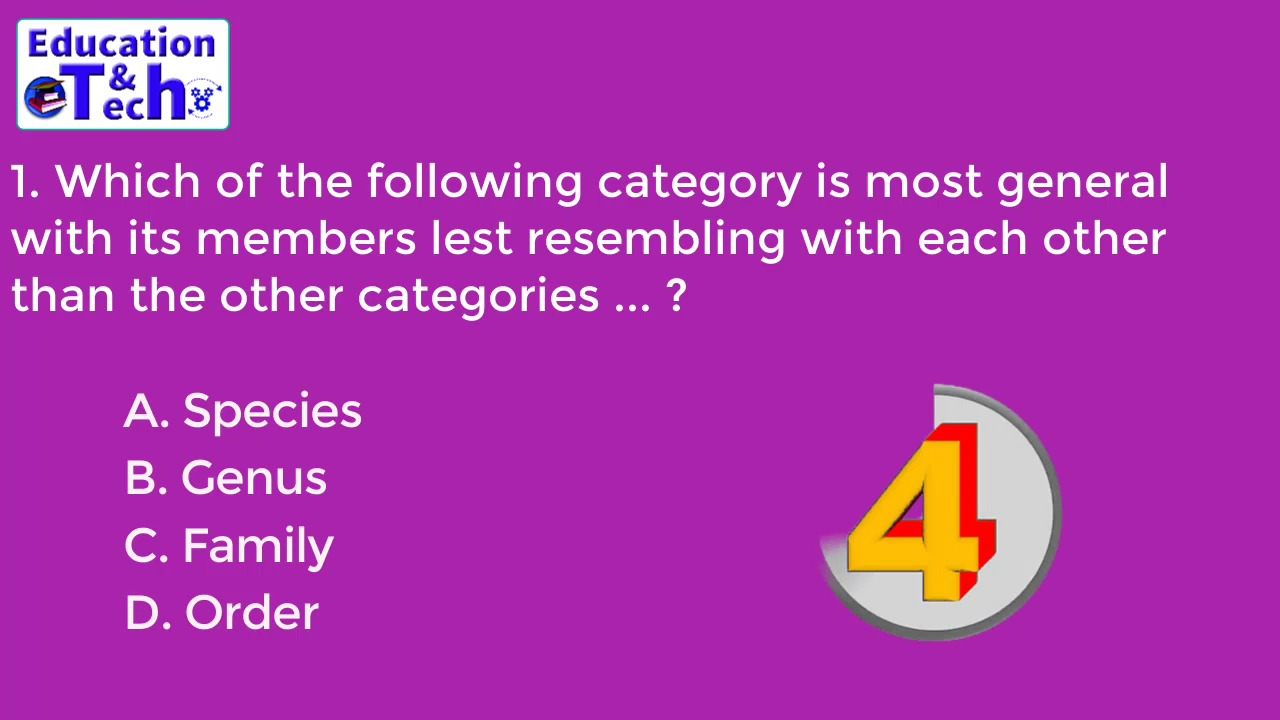 Education
& Tech
1. Which of the following category is most general
with its members lest resembling with each other
than the other categories ... ?
A. Species
B. Genus
C. Family
D. Order
4